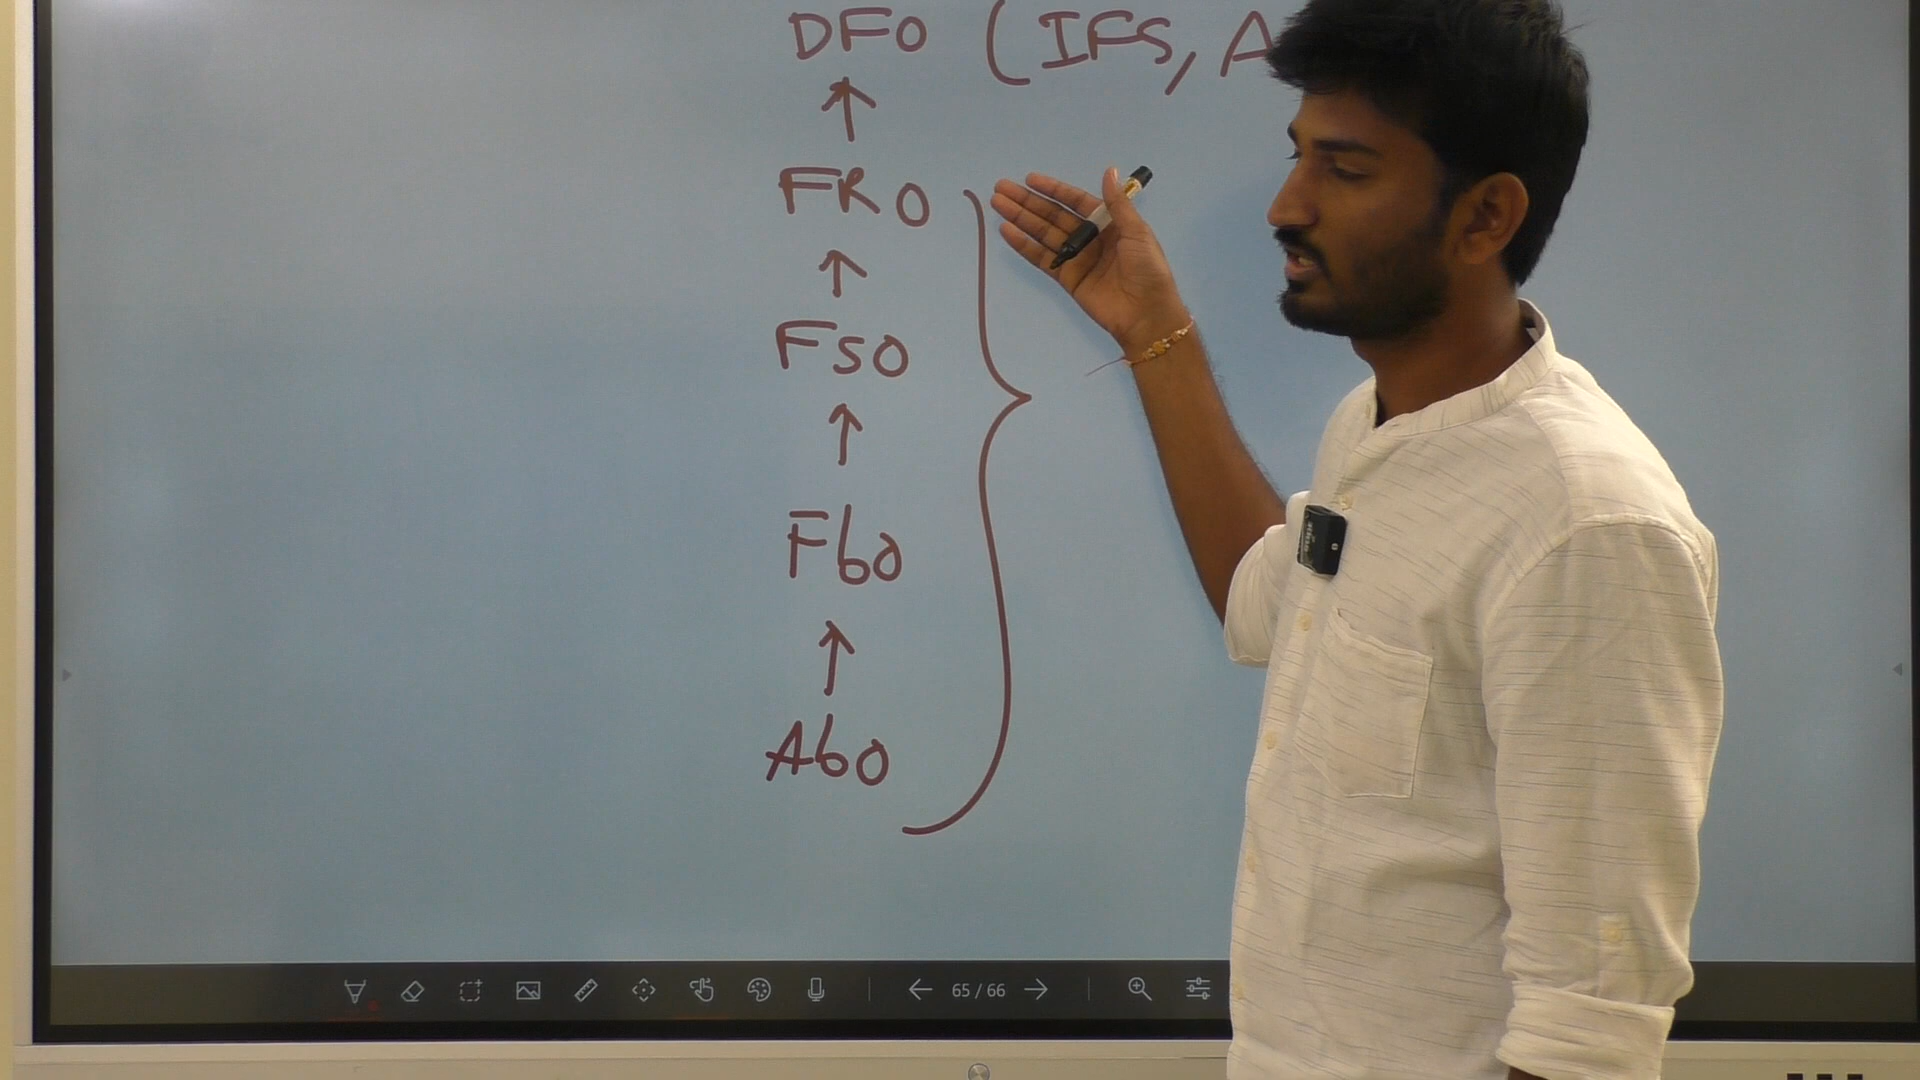 DFO (IFS, A
↑
FRO
↑
FSO
↑
Fbo
↑
Abo
65 / 66